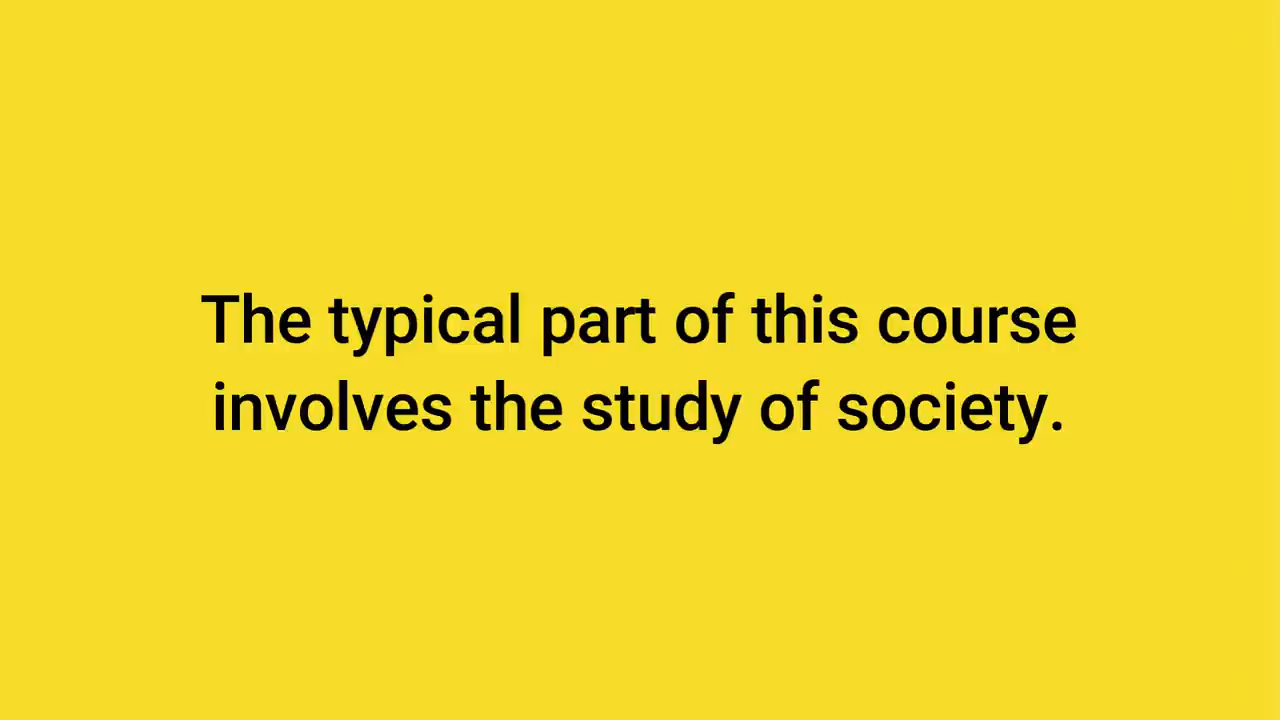 The typical part of this course
involves the study of society.